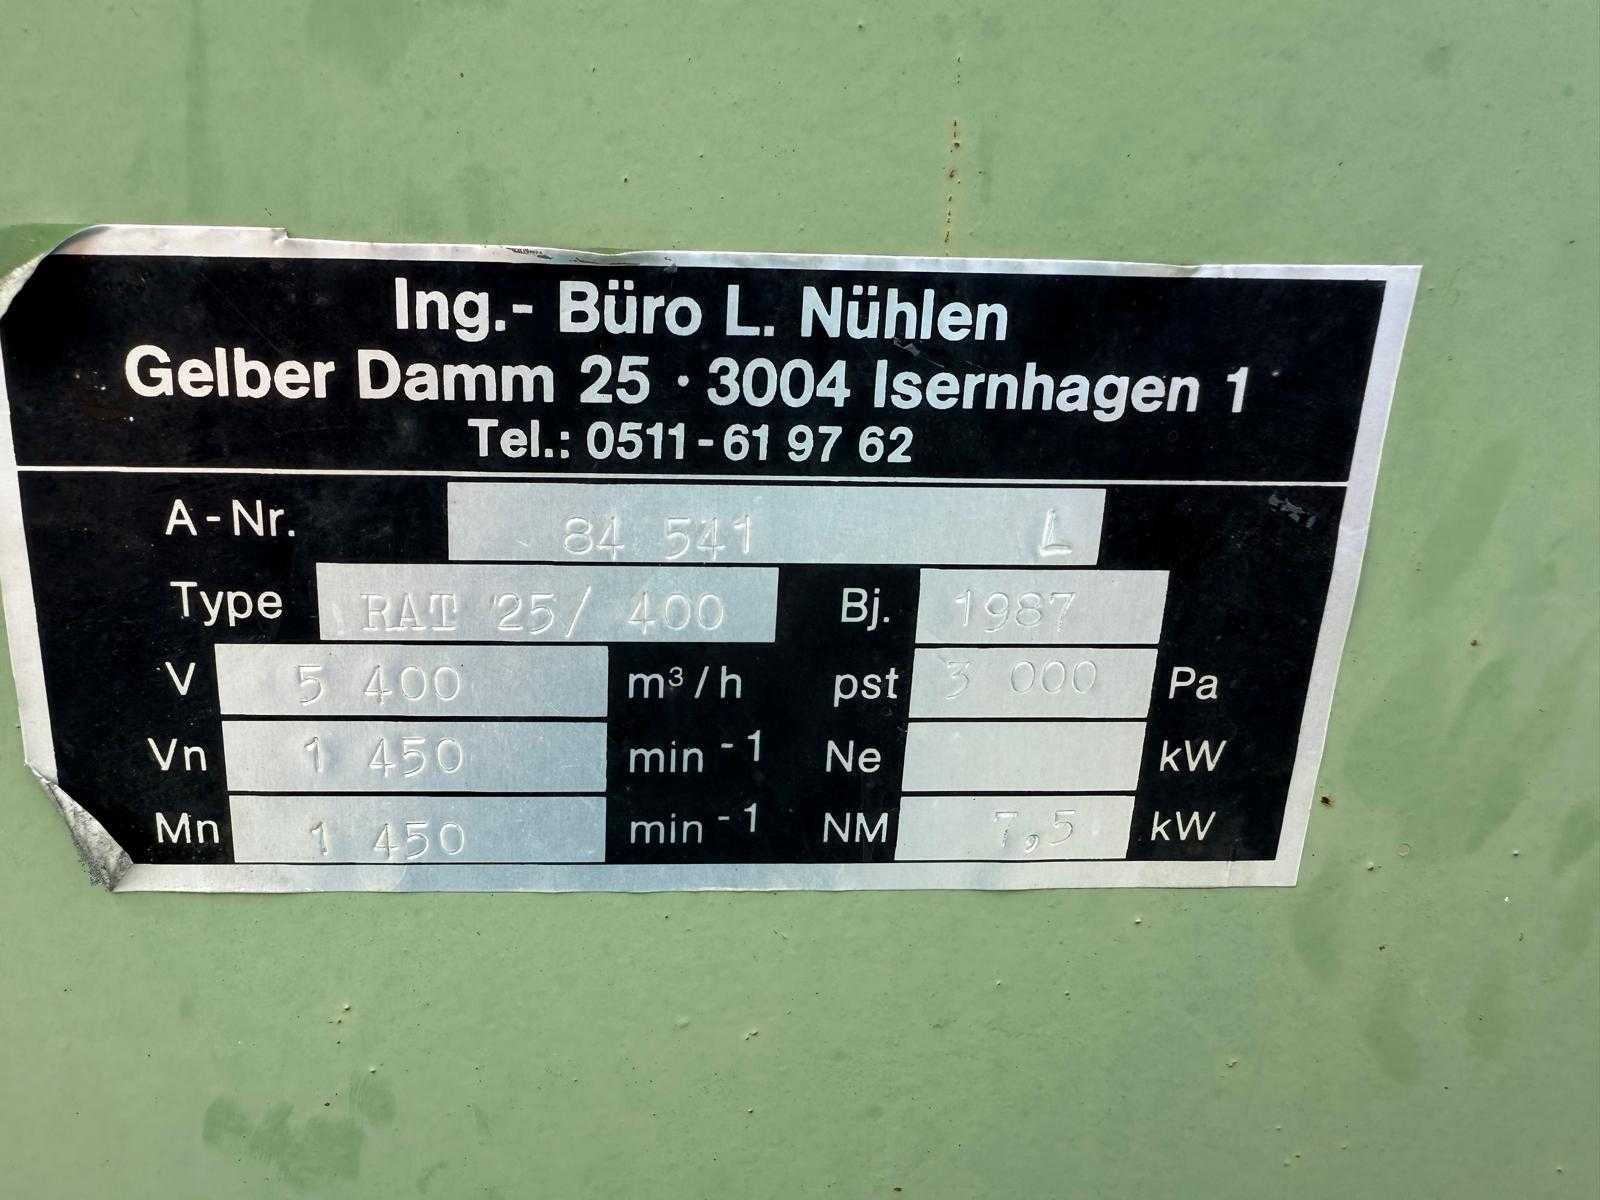 Ing.- Büro L. Nühlen
Gelber Damm 25 · 3004 Isernhagen 1
Tel.: 0511-61 97 62
A-Nr. 84 541 L
Type RAT 25/ 400 Bj. 1987
V 5 400 m³/h pst 3 000 Pa
Vn 1 450 min -1 Ne kW
Mn 1 450 min -1 NM 7,5 kW